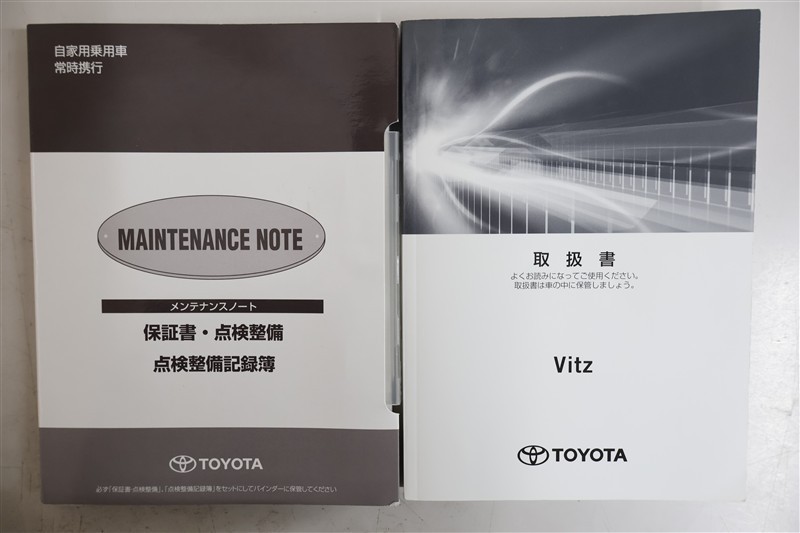 自家用乗用車
常時携行
MAINTENANCE NOTE
メンテナンスノート
保証書・点検整備
点検整備記録簿
TOYOTA
必ず「保証書・点検整備」、「点検整備記録簿」をセットにしてバインダーに保管してください
取扱書
よくお読みになってご使用ください。
取扱書は車の中に保管しましょう。
Vitz
TOYOTA